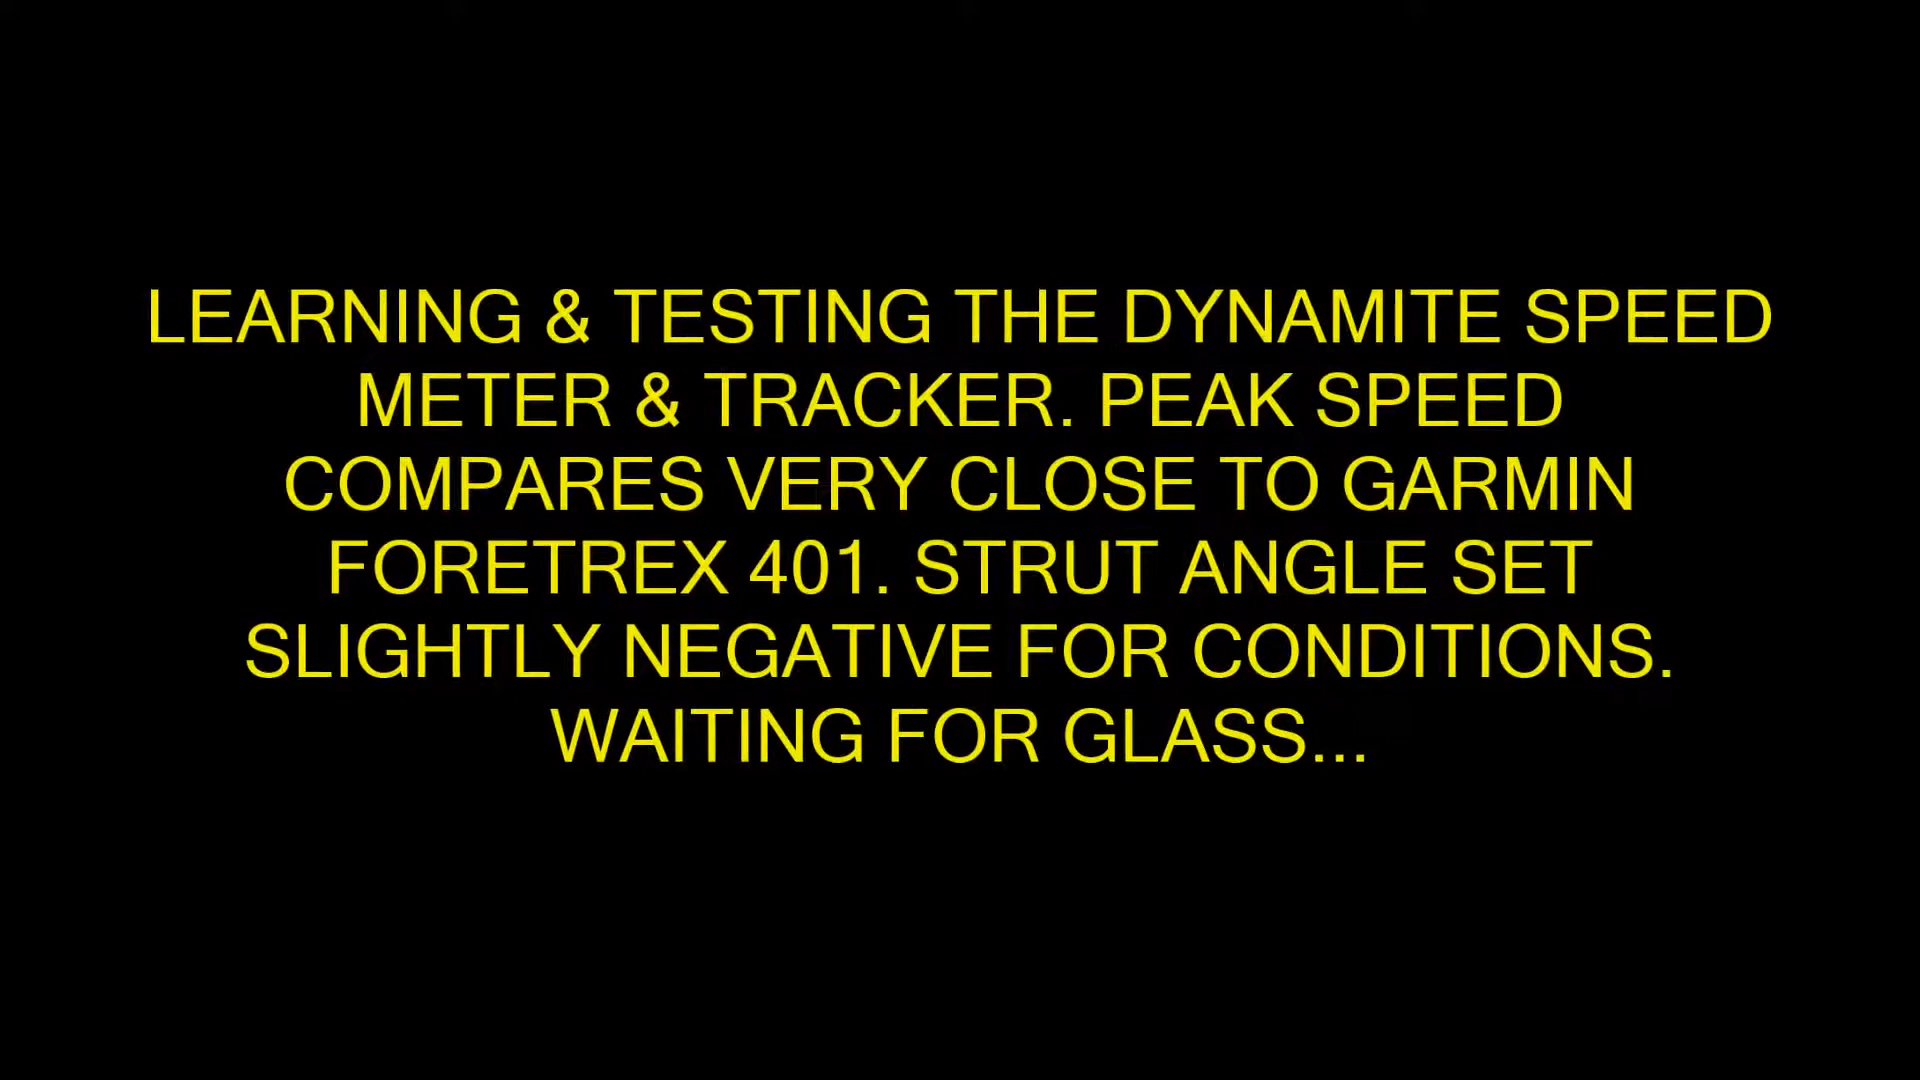 LEARNING & TESTING THE DYNAMITE SPEED
METER & TRACKER. PEAK SPEED
COMPARES VERY CLOSE TO GARMIN
FORETREX 401. STRUT ANGLE SET
SLIGHTLY NEGATIVE FOR CONDITIONS.
WAITING FOR GLASS...